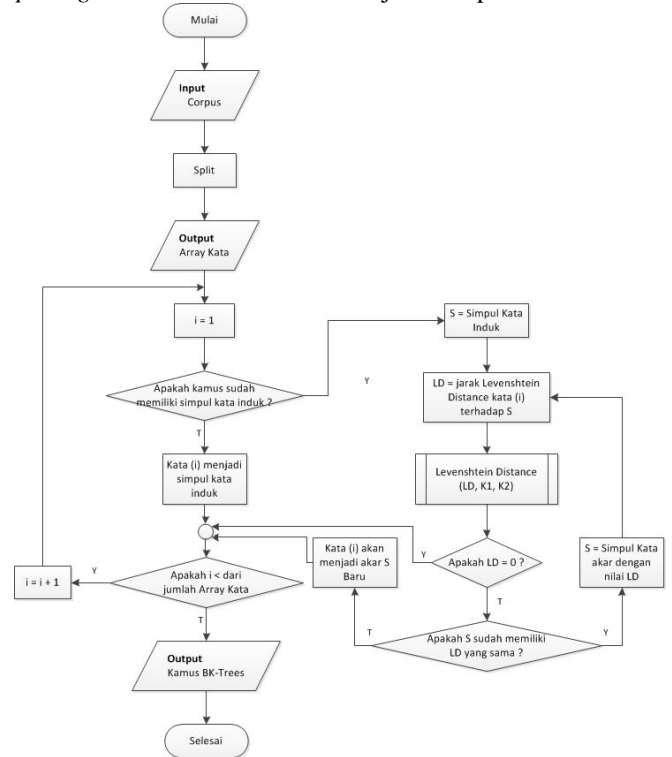 Mulai
Input
Corpus
Split
Output
Array Kata
i = 1
Apakah kamus sudah
memiliki simpul kata induk ?
Y
T
Kata (i) menjadi
simpul kata
induk
S = Simpul Kata
Induk
LD = jarak Levenshtein
Distance kata (i)
terhadap S
Levenshtein Distance
(LD, K1, K2)
Apakah LD = 0 ?
Y
T
Apakah S sudah memiliki
LD yang sama ?
T
Y
Kata (i) akan
menjadi akar S
Baru
S = Simpul Kata
akar dengan
nilai LD
Apakah i < dari
jumlah Array Kata
Y
i = i + 1
T
Output
Kamus BK-Trees
Selesai